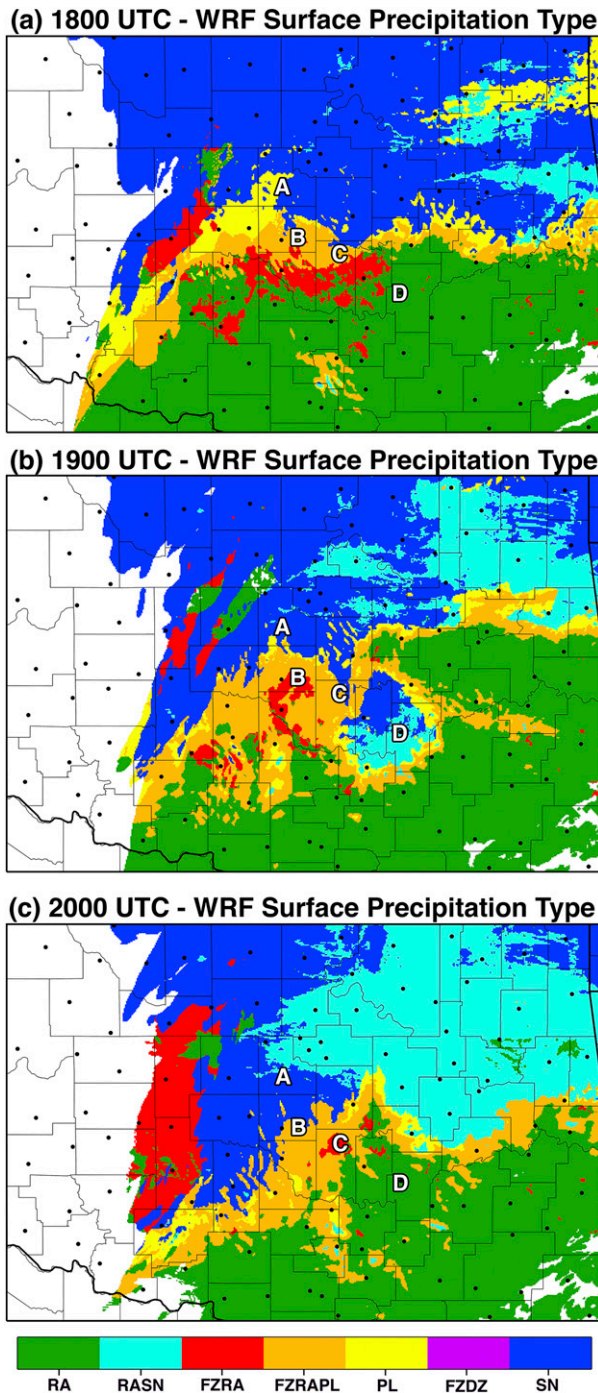 (a) 1800 UTC - WRF Surface Precipitation Type
A
B
C
D
(b) 1900 UTC - WRF Surface Precipitation Type
A
B
C
D
(c) 2000 UTC - WRF Surface Precipitation Type
A
B
C
D
RA RASN FZRA FZRAPL PL FZDZ SN